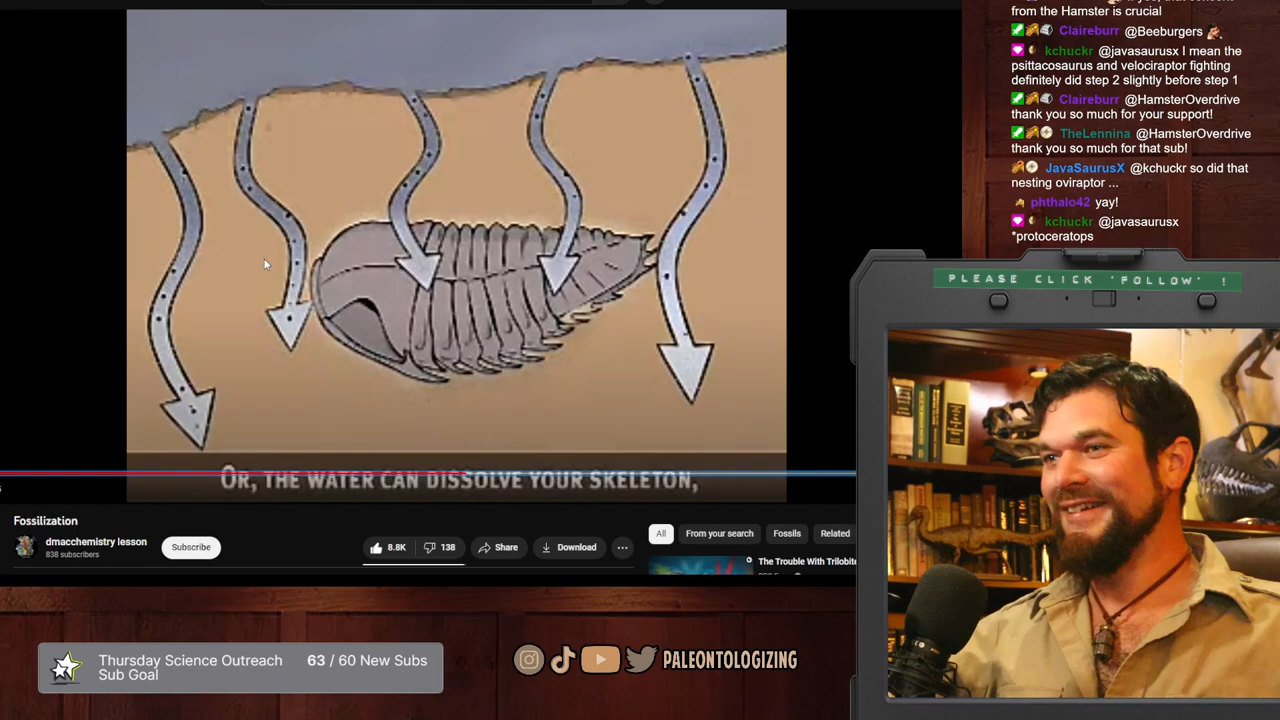 from the Hamster is crucial
Claireburr @Beeburgers
kchuckr @javasaurusx I mean the
psittacosaurus and velociraptor fighting
definitely did step 2 slightly before step 1
Claireburr @HamsterOverdrive
thank you so much for your support!
TheLennina @HamsterOverdrive
thank you so much for that sub!
JavaSaurusX @kchuckr so did that
nesting oviraptor ...
phthalo42 yay!
kchuckr @javasaurusx
*protoceratops
PLEASE CLICK "FOLLOW" !
OR, THE WATER CAN DISSOLVE YOUR SKELETON,
Fossilization
dmacchemistry lesson
838 subscribers
Subscribe
8.8K
138
Share
Download
All
From your search
Fossils
Related
The Trouble With Trilobite
Thursday Science Outreach
Sub Goal
63 / 60 New Subs
PALEONTOLOGIZING